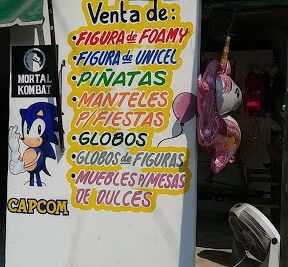 Venta de:
• FIGURA de FOAMY
• FIGURA de UNICEL
• PIÑATAS
• MANTELES
P/FIESTAS
• GLOBOS
• GLOBOS de FIGURAS
• MUEBLES P/MESAS
DE DULCES
MORTAL
KOMBAT
CAPCOM